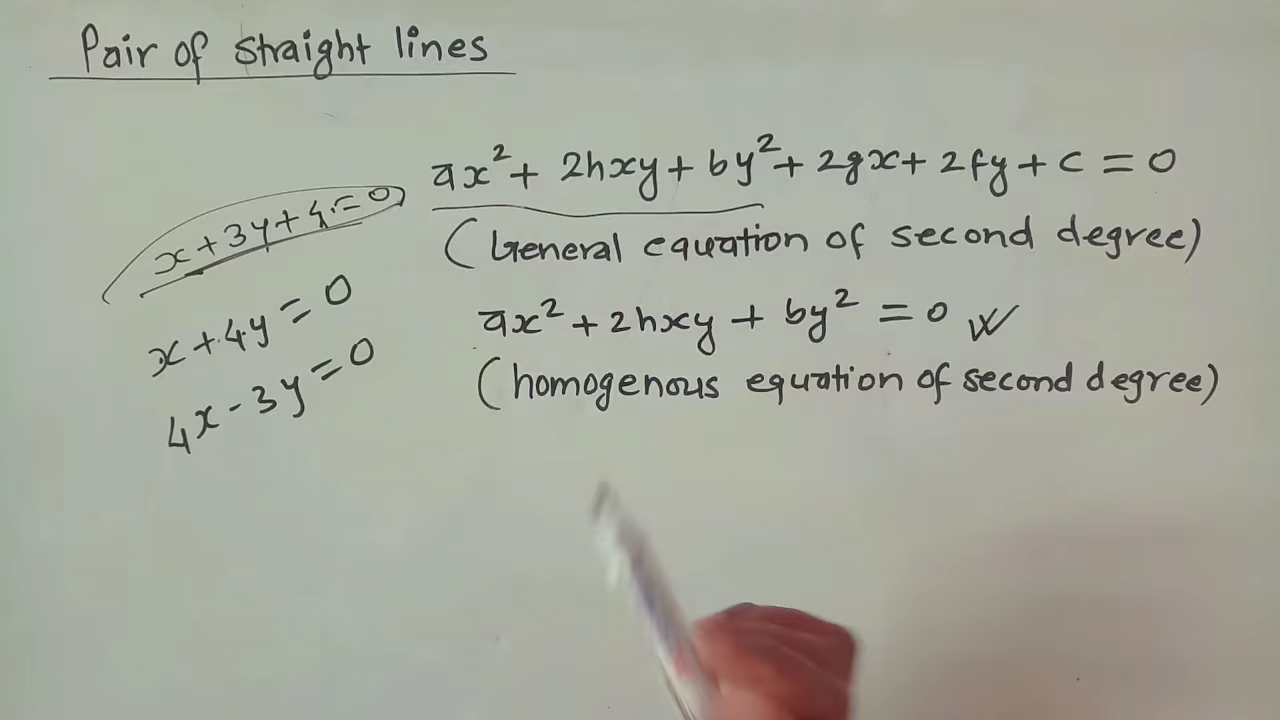 Pair of straight lines
ax² + 2hxy + by² + 2gx + 2fy + c = 0
(General equation of second degree)
x + 3y + 4 = 0
x + 4y = 0
4x - 3y = 0
ax² + 2hxy + by² = 0
(homogenous equation of second degree)